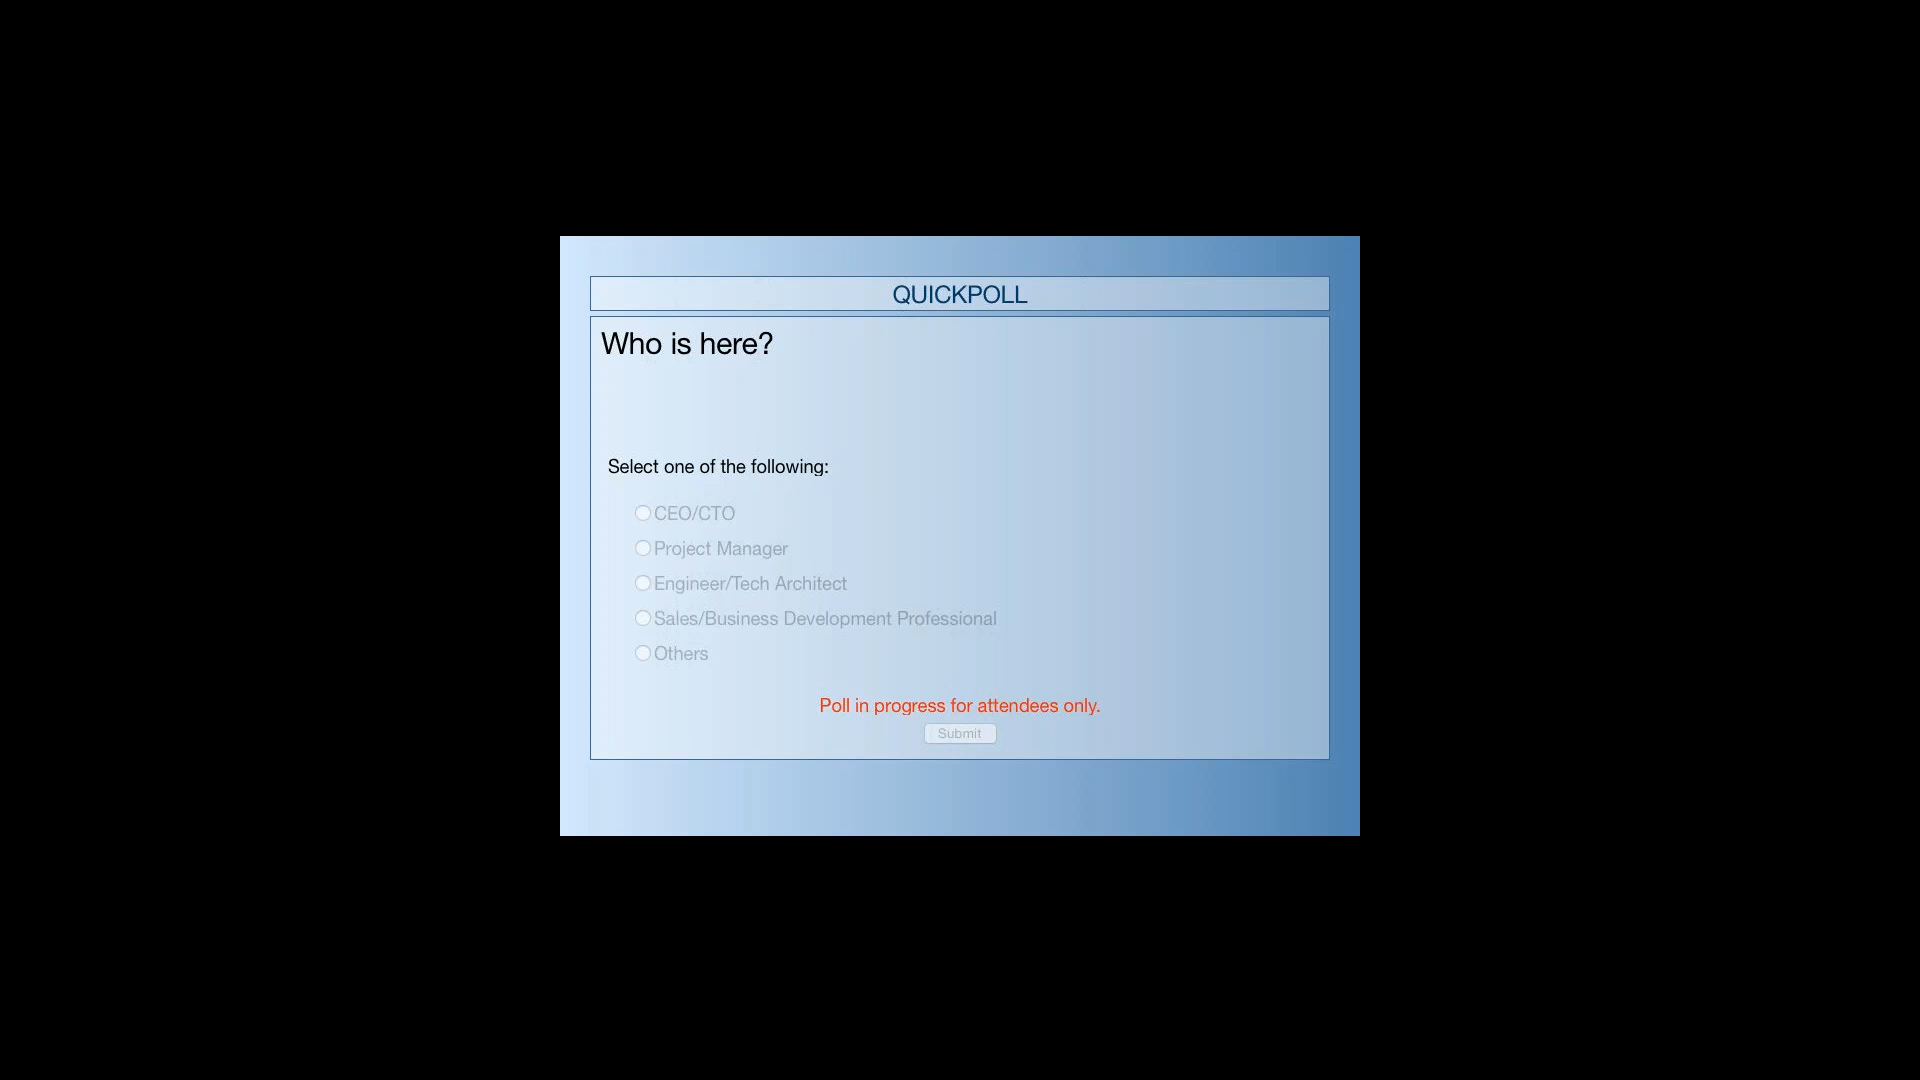 QUICKPOLL
Who is here?
Select one of the following:
CEO/CTO
Project Manager
Engineer/Tech Architect
Sales/Business Development Professional
Others
Poll in progress for attendees only.
Submit